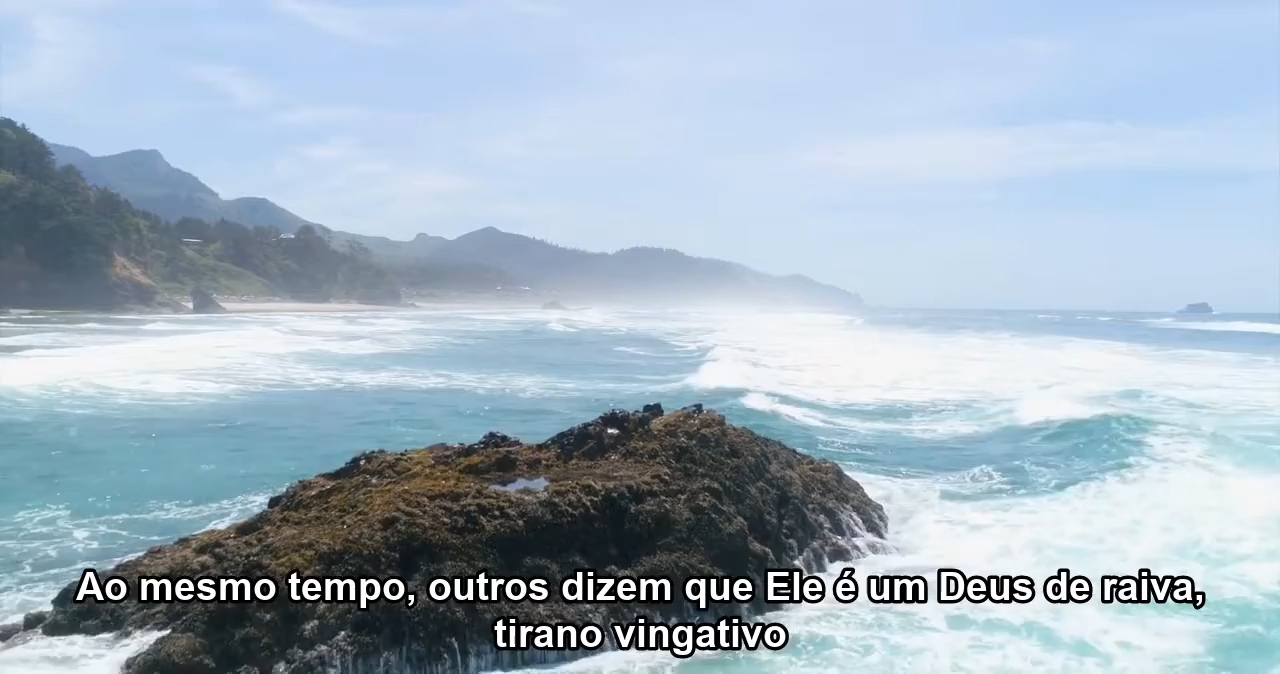 Ao mesmo tempo, outros dizem que Ele é um Deus de raiva,
tirano vingativo